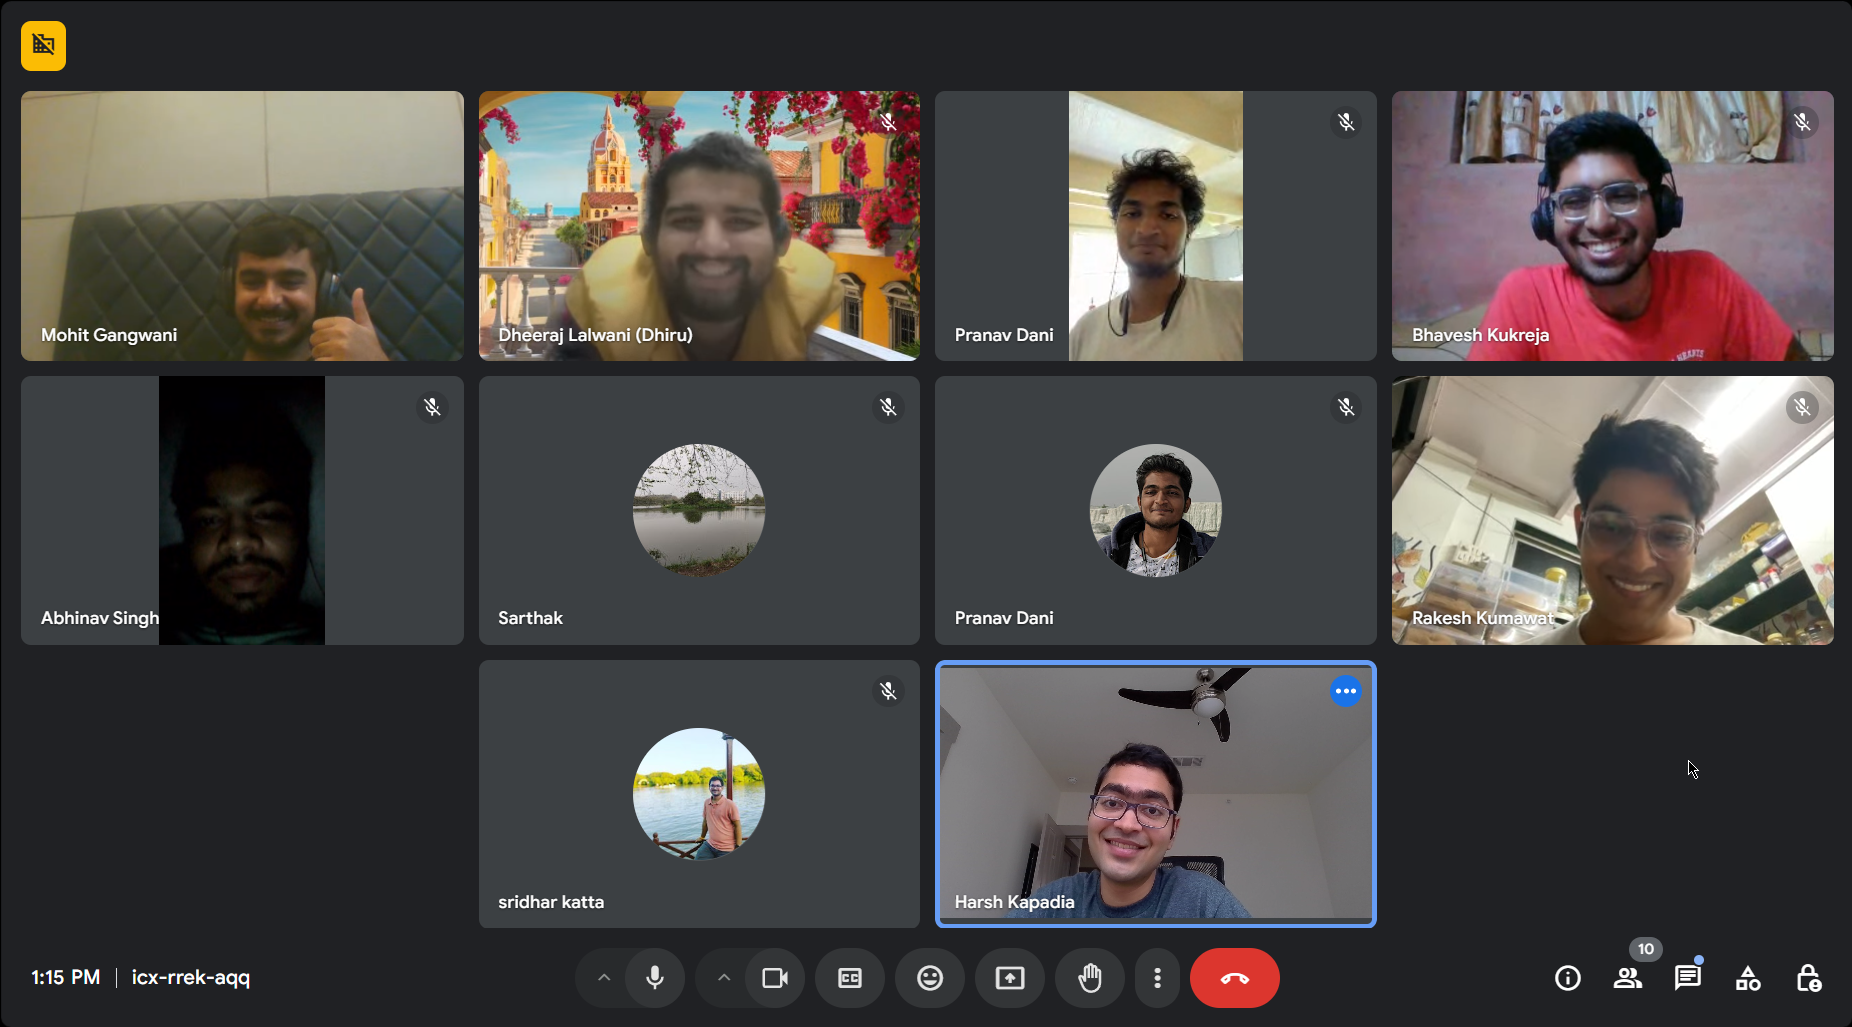 Mohit Gangwani
Dheeraj Lalwani (Dhiru)
Pranav Dani
Bhavesh Kukreja
Abhinav Singh
Sarthak
Pranav Dani
Rakesh Kumawat
sridhar katta
Harsh Kapadia
1:15 PM | icx-rrek-aqq
CC
10